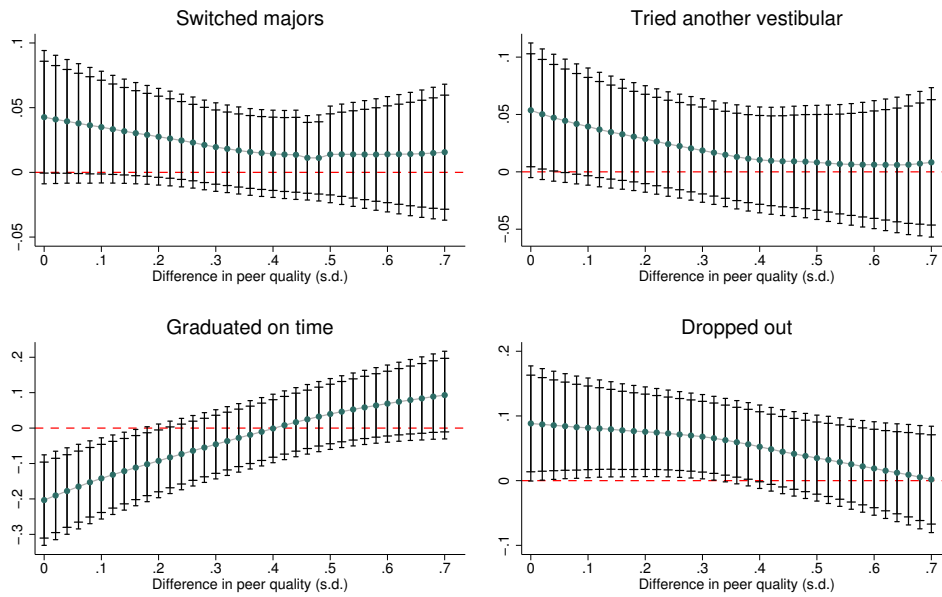 Switched majors
.1
.05
0
-.05
0 .1 .2 .3 .4 .5 .6 .7
Difference in peer quality (s.d.)
Tried another vestibular
.1
.05
0
-.05
0 .1 .2 .3 .4 .5 .6 .7
Difference in peer quality (s.d.)
Graduated on time
.2
.1
0
-.1
-.2
-.3
0 .1 .2 .3 .4 .5 .6 .7
Difference in peer quality (s.d.)
Dropped out
.2
.1
0
-.1
0 .1 .2 .3 .4 .5 .6 .7
Difference in peer quality (s.d.)